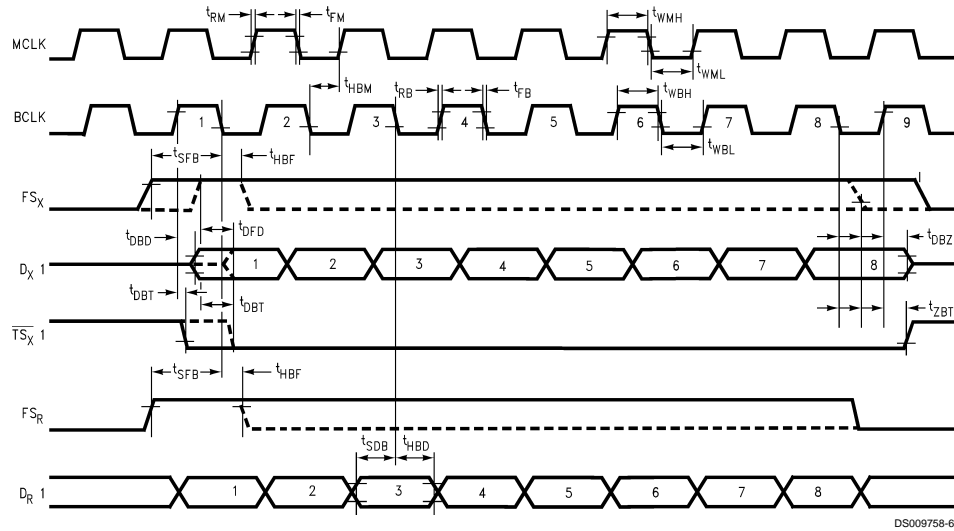 tRM tFM tWMH
MCLK
tWML
tHBM tRB tFB tWBH
BCLK 1 2 3 4 5 6 7 8 9
tWBL
tSFB tHBF
FSX
tDBD tDFD tDBZ
DX 1 1 2 3 4 5 6 7 8
tDBT tDBT
tZBT
TSX 1
tSFB tHBF
FSR
tSDB tHBD
DR 1 1 2 3 4 5 6 7 8
DS009758-6